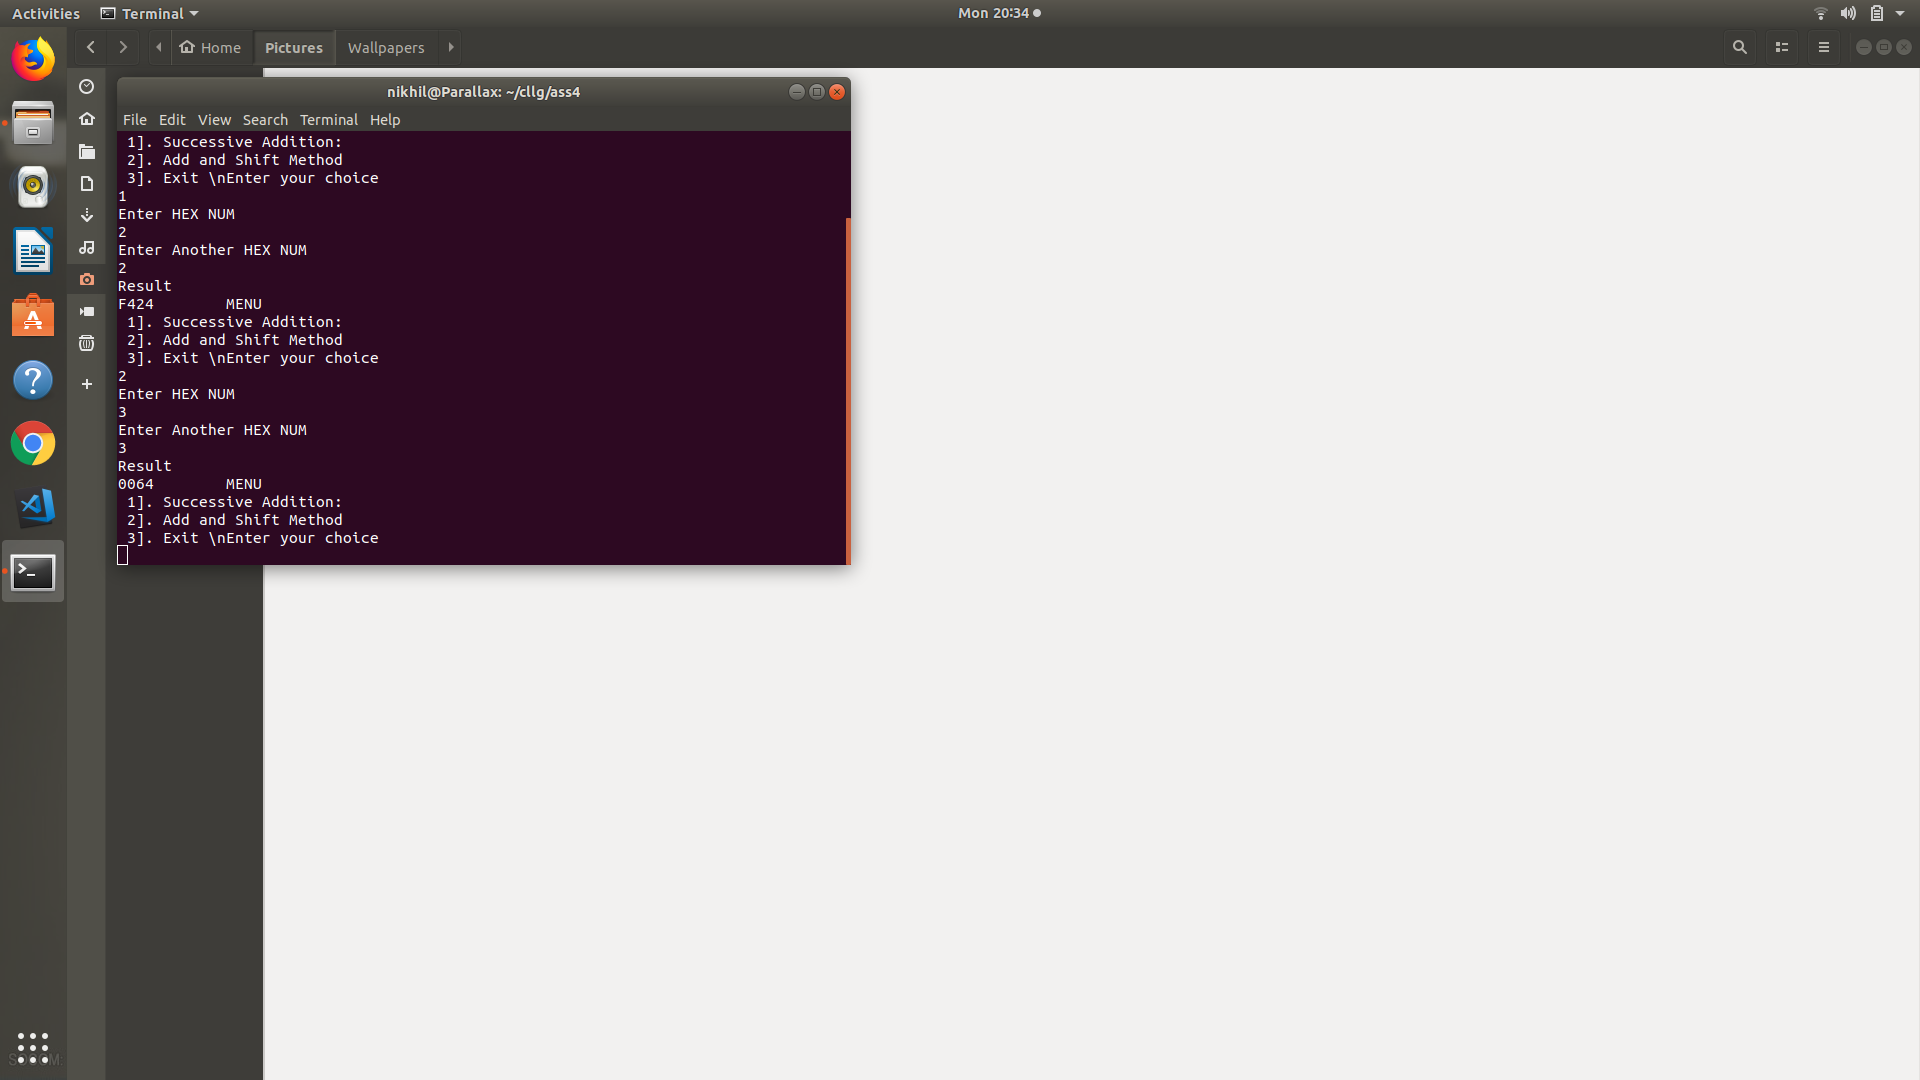 Activities
Terminal
Mon 20:34
Home
Pictures
Wallpapers
nikhil@Parallax: ~/cllg/ass4
File Edit View Search Terminal Help
1]. Successive Addition:
2]. Add and Shift Method
3]. Exit \nEnter your choice
1
Enter HEX NUM
2
Enter Another HEX NUM
2
Result
F424 MENU
1]. Successive Addition:
2]. Add and Shift Method
3]. Exit \nEnter your choice
2
Enter HEX NUM
3
Enter Another HEX NUM
3
Result
0064 MENU
1]. Successive Addition:
2]. Add and Shift Method
3]. Exit \nEnter your choice